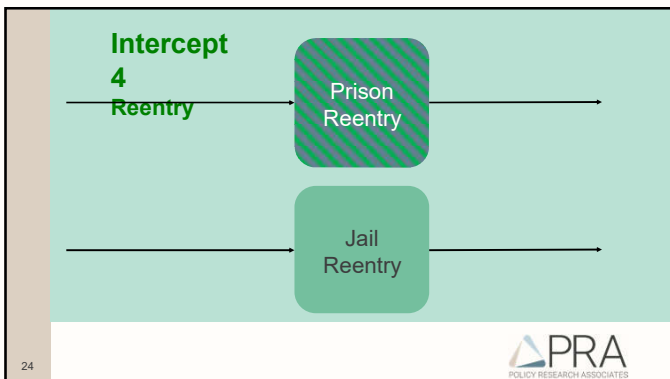 Intercept
4
Reentry
Prison
Reentry
Jail
Reentry
24
PRA
POLICY RESEARCH ASSOCIATES